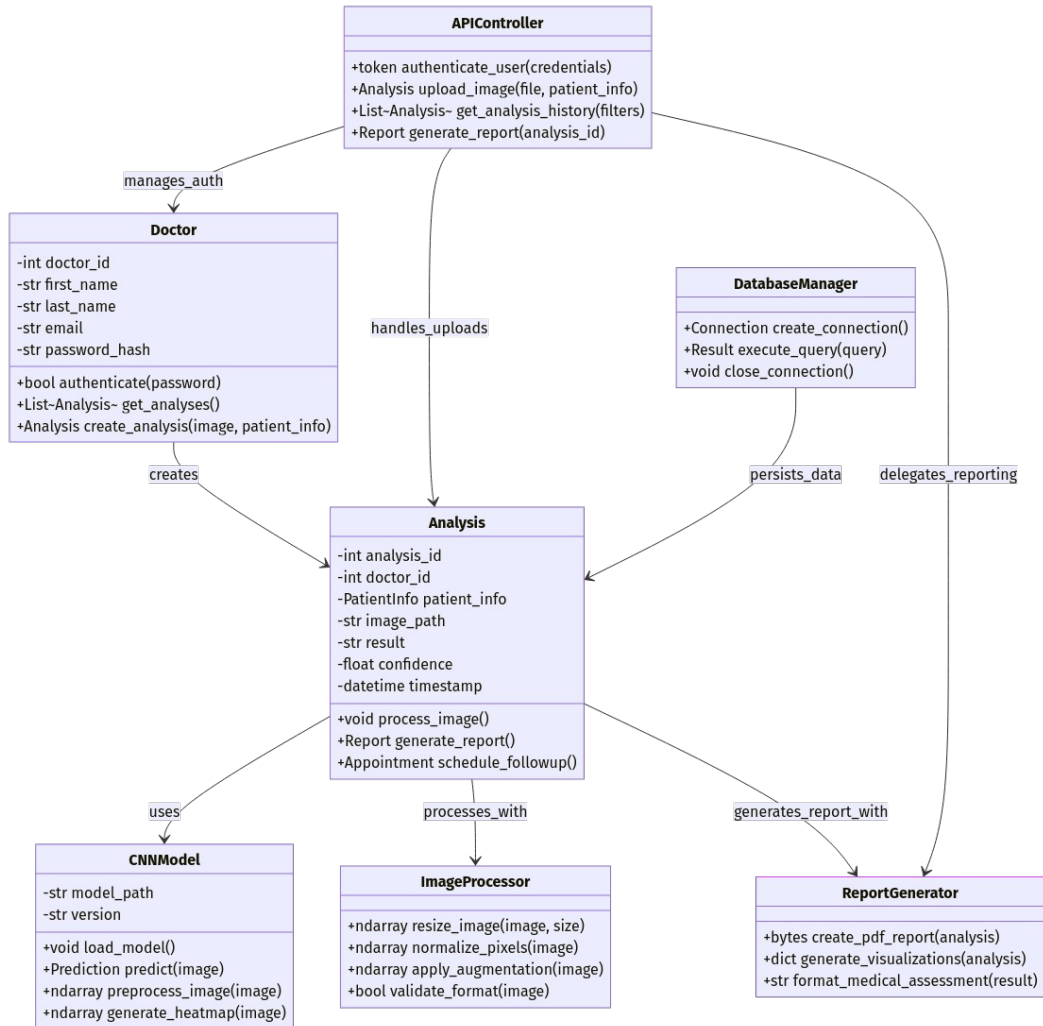 APIController
+token authenticate_user(credentials)
+Analysis upload_image(file, patient_info)
+List~Analysis~ get_analysis_history(filters)
+Report generate_report(analysis_id)
manages_auth
Doctor
-int doctor_id
-str first_name
-str last_name
-str email
-str password_hash
+bool authenticate(password)
+List~Analysis~ get_analyses()
+Analysis create_analysis(image, patient_info)
handles_uploads
DatabaseManager
+Connection create_connection()
+Result execute_query(query)
+void close_connection()
creates
persists_data
delegates_reporting
Analysis
-int analysis_id
-int doctor_id
-PatientInfo patient_info
-str image_path
-str result
-float confidence
-datetime timestamp
+void process_image()
+Report generate_report()
+Appointment schedule_followup()
uses
processes_with
generates_report_with
CNNModel
-str model_path
-str version
+void load_model()
+Prediction predict(image)
+ndarray preprocess_image(image)
+ndarray generate_heatmap(image)
ImageProcessor
+ndarray resize_image(image, size)
+ndarray normalize_pixels(image)
+ndarray apply_augmentation(image)
+bool validate_format(image)
ReportGenerator
+bytes create_pdf_report(analysis)
+dict generate_visualizations(analysis)
+str format_medical_assessment(result)